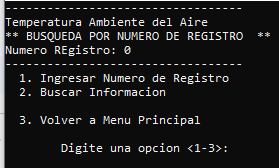 ----------------------------------
Temperatura Ambiente del Aire
** BUSQUEDA POR NUMERO DE REGISTRO  **
Numero REgistro: 0
----------------------------------
1. Ingresar Numero de Registro
2. Buscar Informacion
3. Volver a Menu Principal
Digite una opcion <1-3>: